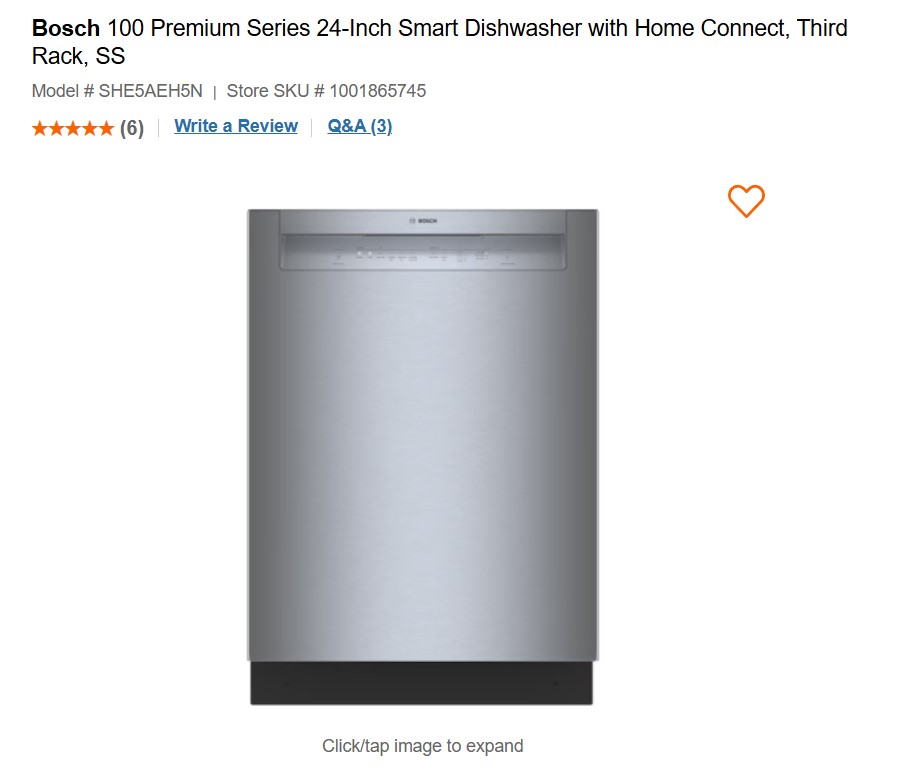 Bosch 100 Premium Series 24-Inch Smart Dishwasher with Home Connect, Third
Rack, SS
Model # SHE5AEH5N | Store SKU # 1001865745
(6) | Write a Review | Q&A (3)
BOSCH
Click/tap image to expand